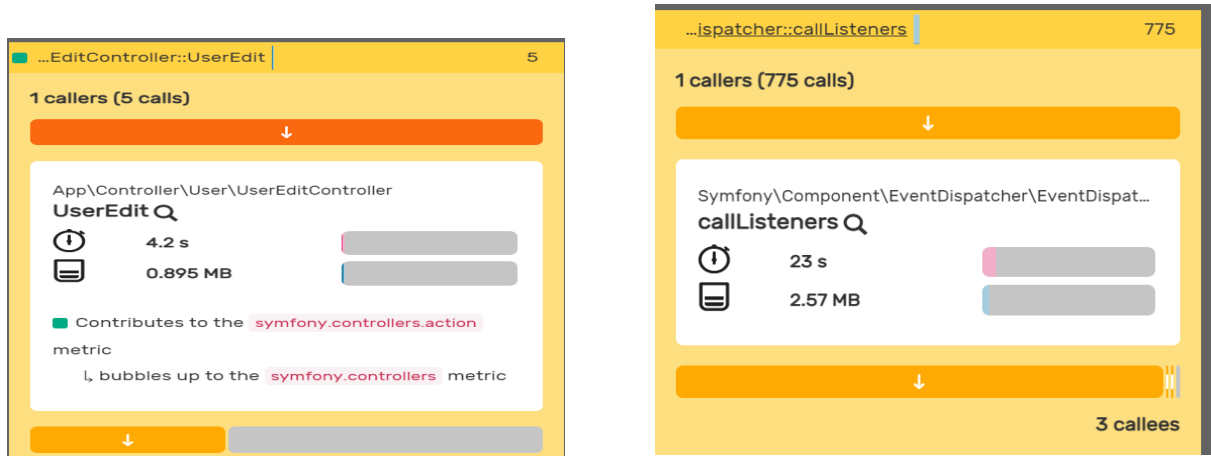 ...EditController::UserEdit 5
1 callers (5 calls)
App\Controller\User\UserEditController
UserEdit
4.2 s
0.895 MB
Contributes to the symfony.controllers.action
metric
bubbles up to the symfony.controllers metric
...ispatcher::callListeners 775
1 callers (775 calls)
Symfony\Component\EventDispatcher\EventDispat...
callListeners
23 s
2.57 MB
3 callees